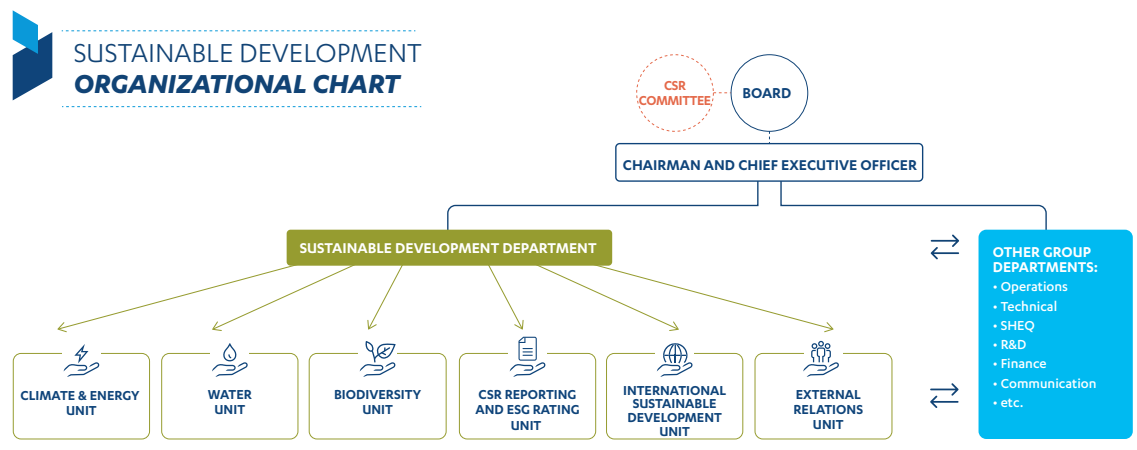 SUSTAINABLE DEVELOPMENT
ORGANIZATIONAL CHART
CSR
COMMITTEE
BOARD
CHAIRMAN AND CHIEF EXECUTIVE OFFICER
SUSTAINABLE DEVELOPMENT DEPARTMENT
OTHER GROUP
DEPARTMENTS:
• Operations
• Technical
• SHEQ
• R&D
• Finance
• Communication
• etc.
CLIMATE & ENERGY
UNIT
WATER
UNIT
BIODIVERSITY
UNIT
CSR REPORTING
AND ESG RATING
UNIT
INTERNATIONAL
SUSTAINABLE
DEVELOPMENT
UNIT
EXTERNAL
RELATIONS
UNIT